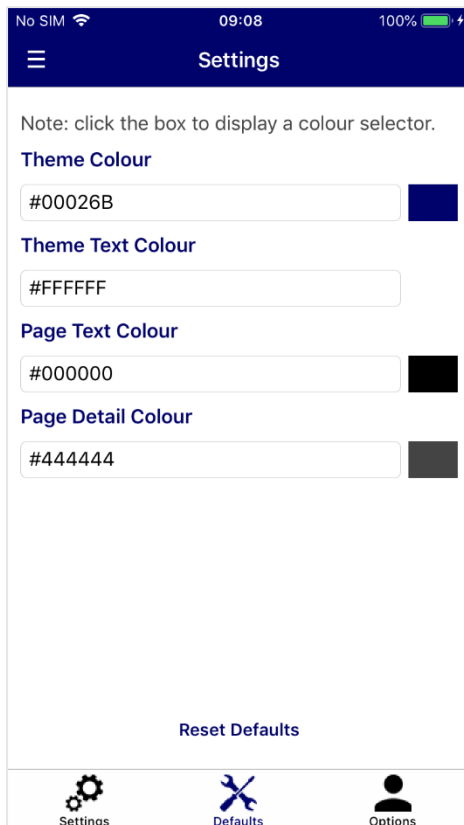 No SIM 09:08 100%
Settings
Note: click the box to display a colour selector.
Theme Colour
#00026B
Theme Text Colour
#FFFFFF
Page Text Colour
#000000
Page Detail Colour
#444444
Reset Defaults
Settings Defaults Options